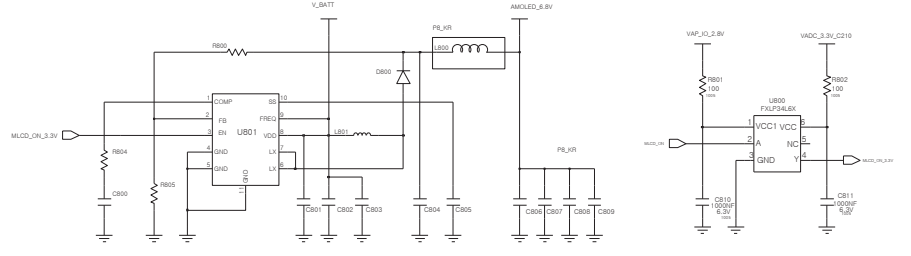 V_BATT
AMOLED_6.8V
P8_KR
R800
L800
D800
1 COMP
SS 10
2 FB
FREQ 9
MLCD_ON_3.3V
3 EN
U801
VDD 8
L801
4 GND
LX 7
5 GND
LX 6
GND
11
R804
R805
C800
C801
C802
C803
C804
C805
P8_KR
C806
C807
C808
C809
VAP_IO_2.8V
VADC_3.3V_C210
R801
100
1005
R802
100
1005
U800
FXLP34L6X
1 VCC1
VCC 6
MLCD_ON
2 A
NC 5
3 GND
Y 4
MLCD_ON_3.3V
C810
1000NF
6.3V
1005
C811
1000NF
6.3V
1005